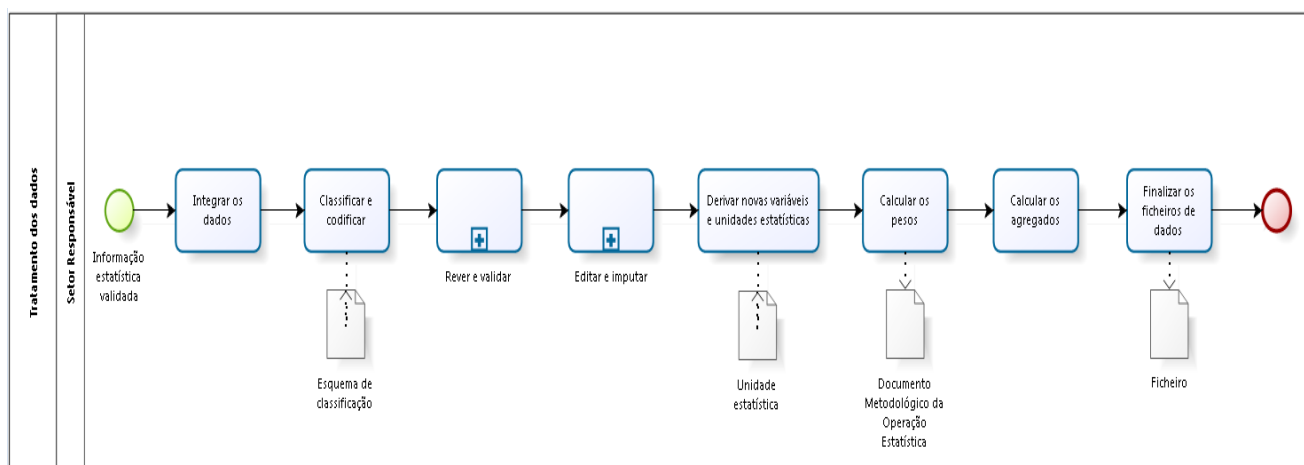 Tratamento dos dados
Setor Responsável
Informação
estatística
validada
Integrar os
dados
Classificar e
codificar
Esquema de
classificação
Rever e validar
Editar e imputar
Derivar novas variáveis
e unidades estatísticas
Unidade
estatística
Calcular os
pesos
Documento
Metodológico da
Operação
Estatística
Calcular os
agregados
Finalizar os
ficheiros de
dados
Ficheiro